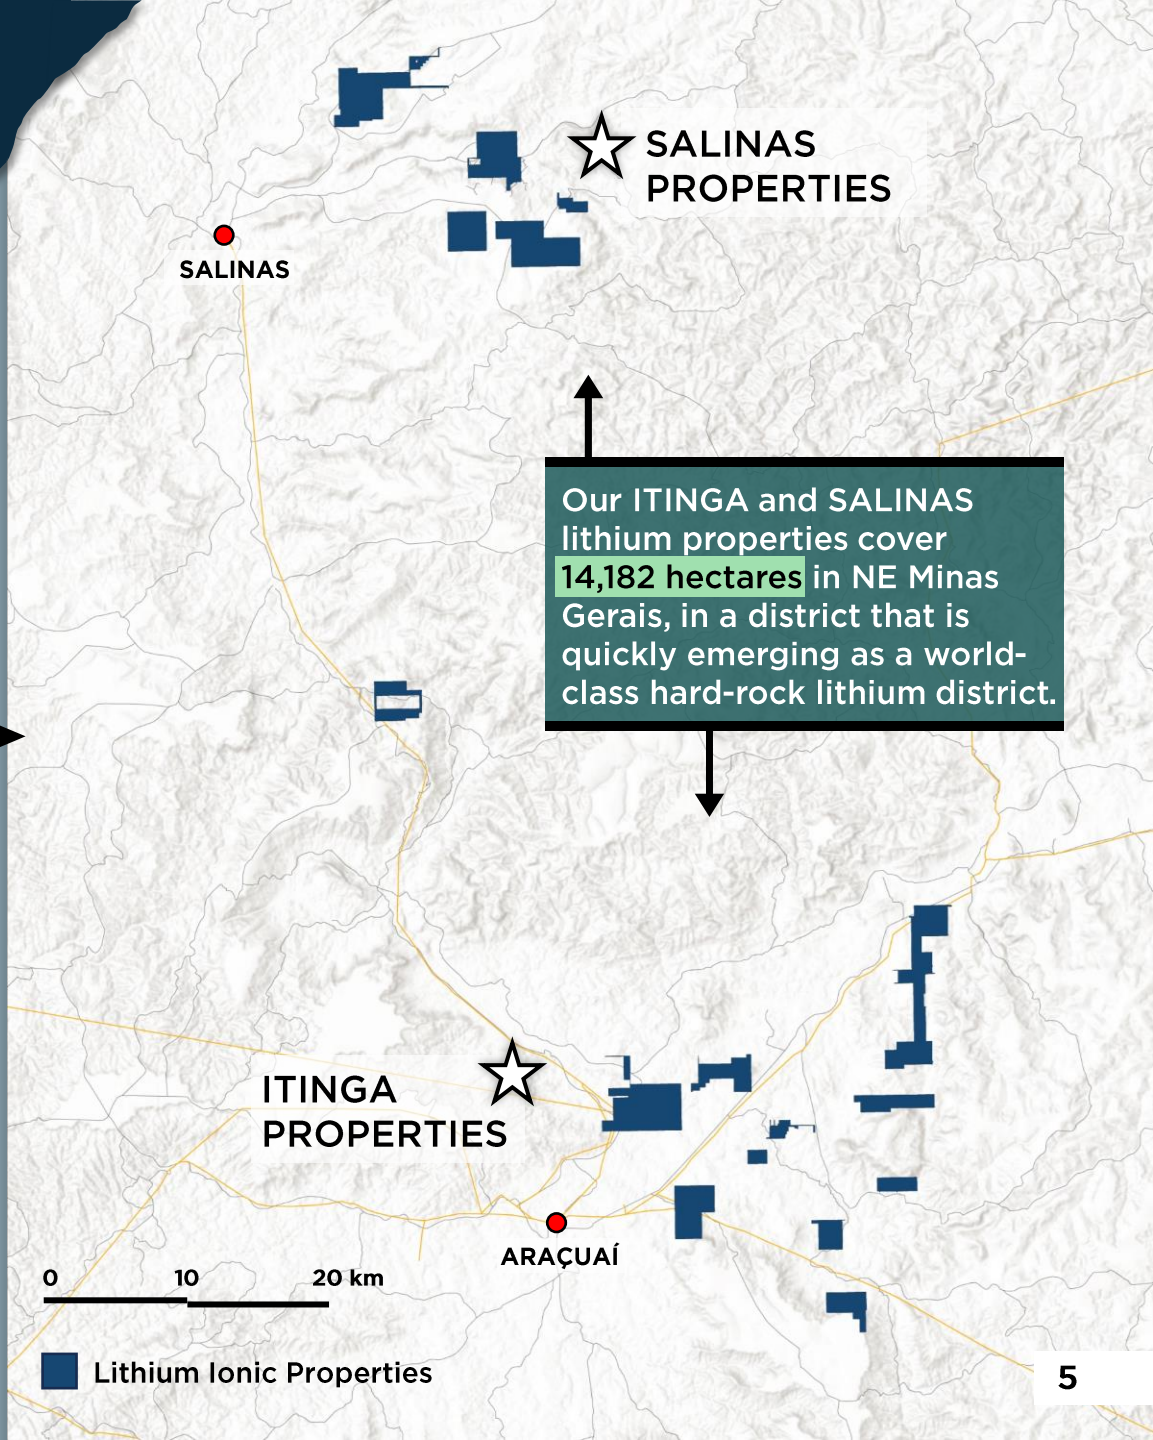 SALINAS
PROPERTIES
SALINAS
Our ITINGA and SALINAS
lithium properties cover
14,182 hectares in NE Minas
Gerais, in a district that is
quickly emerging as a world-
class hard-rock lithium district.
ITINGA
PROPERTIES
ARAÇUAÍ
0 10 20 km
Lithium Ionic Properties
5